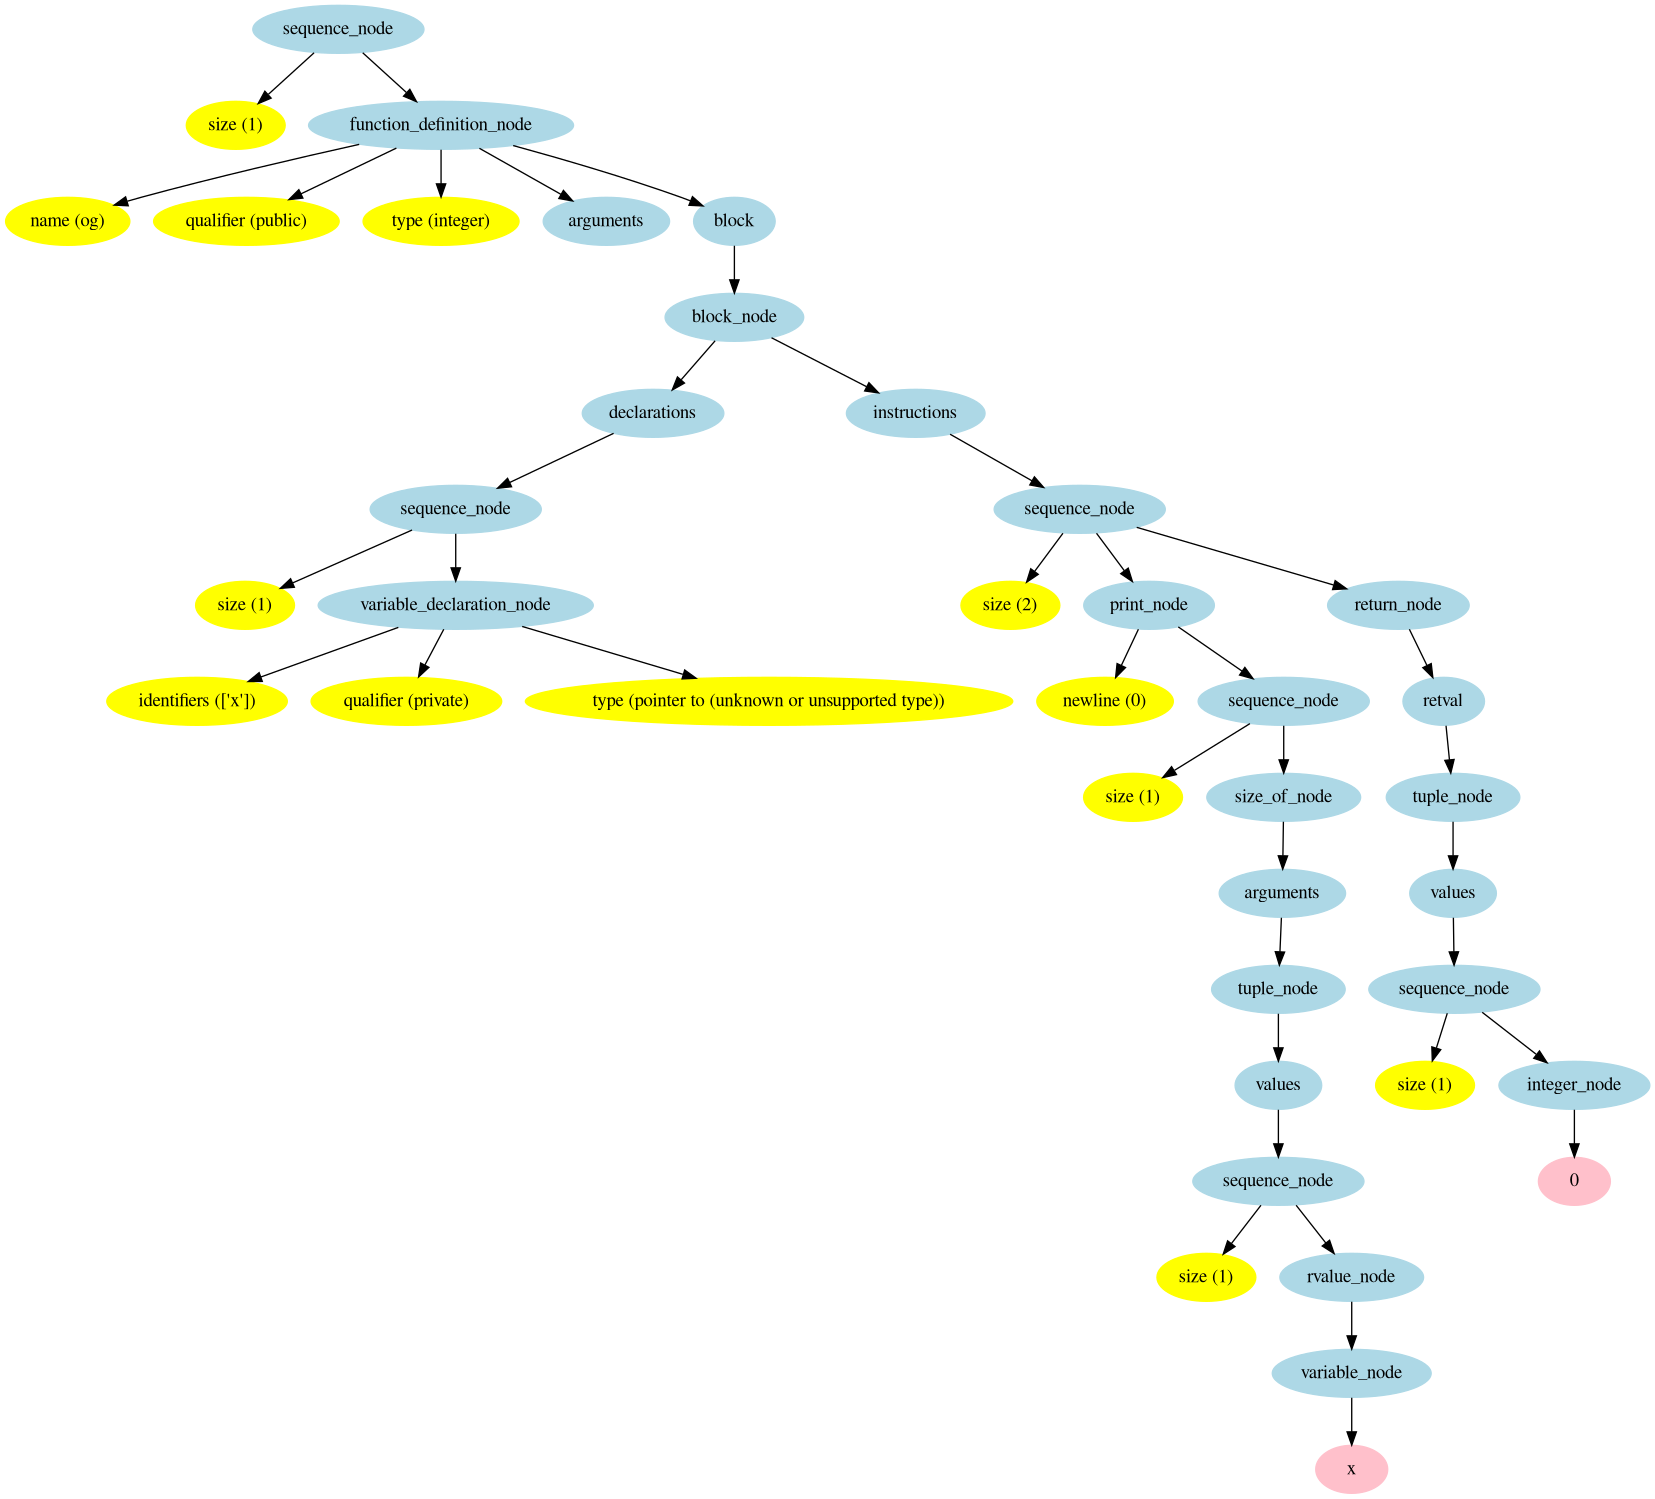 sequence_node
size (1)
function_definition_node
name (og)
qualifier (public)
type (integer)
arguments
block
block_node
declarations
instructions
sequence_node
sequence_node
size (1)
variable_declaration_node
size (2)
print_node
return_node
identifiers (['x'])
qualifier (private)
type (pointer to (unknown or unsupported type))
newline (0)
sequence_node
retval
size (1)
size_of_node
tuple_node
arguments
values
tuple_node
sequence_node
values
size (1)
integer_node
sequence_node
0
size (1)
rvalue_node
variable_node
x